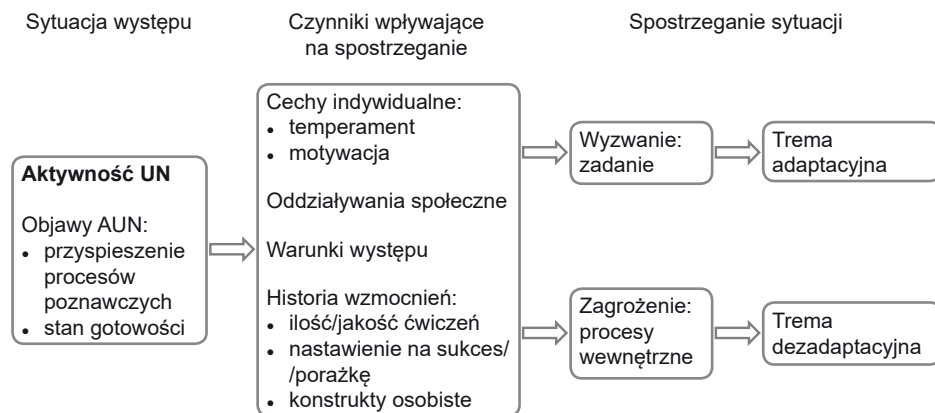 Sytuacja występu
Czynniki wpływające
na spostrzeganie
Spostrzeganie sytuacji
Aktywność UN
Objawy AUN:
• przyspieszenie
procesów
poznawczych
• stan gotowości
Cechy indywidualne:
• temperament
• motywacja
Oddziaływania społeczne
Warunki występu
Historia wzmocnień:
• ilość/jakość ćwiczeń
• nastawienie na sukces/
/porażkę
• konstrukty osobiste
Wyzwanie:
zadanie
Trema
adaptacyjna
Zagrożenie:
procesy
wewnętrzne
Trema
dezadaptacyjna